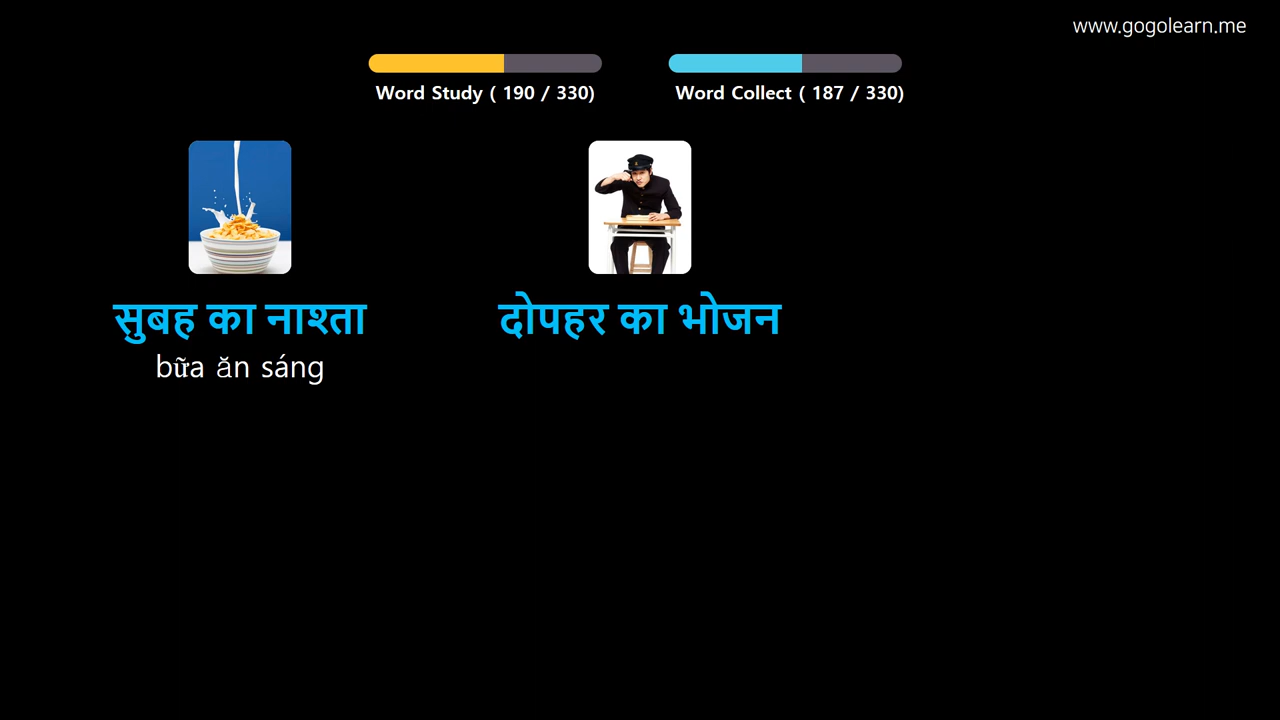 www.gogolearn.me
Word Study ( 190 / 330)
Word Collect ( 187 / 330)
सुबह का नाश्ता
दोपहर का भोजन
bữa ăn sáng